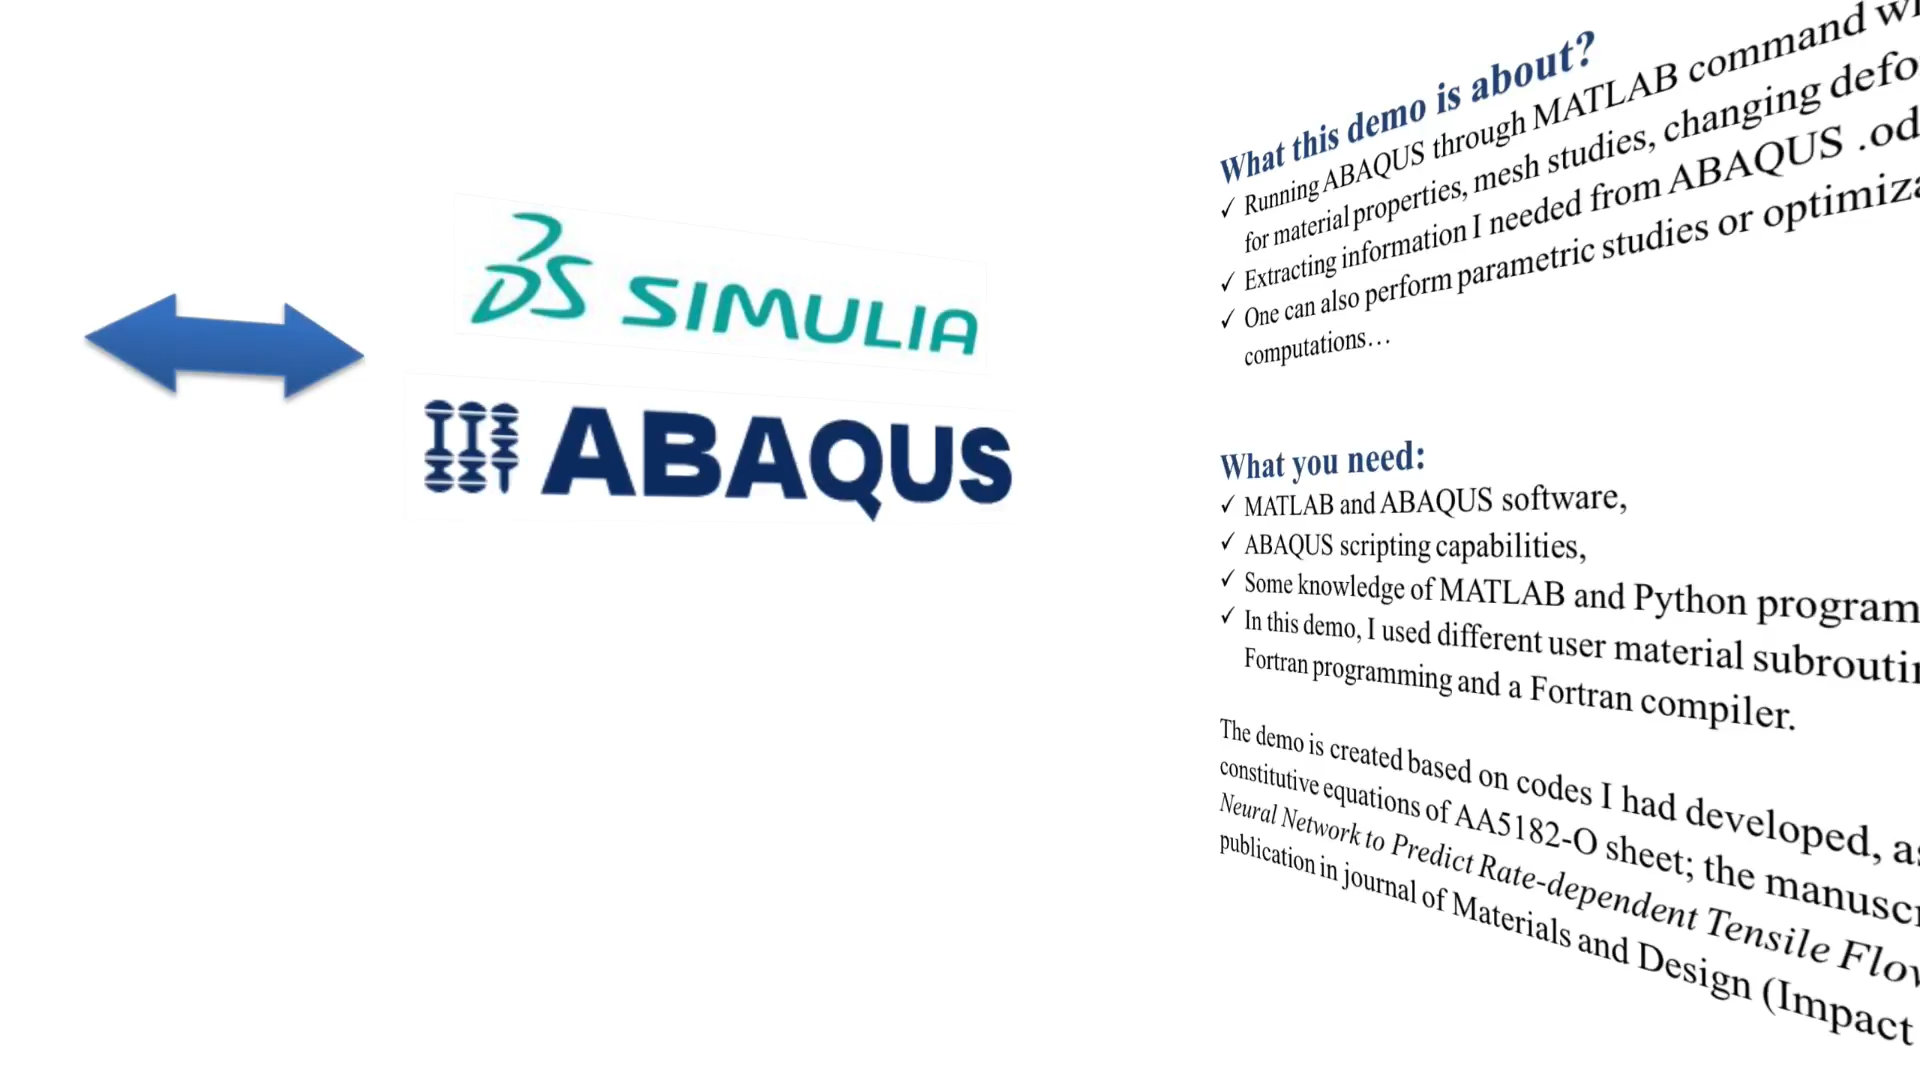 DS SIMULIA
ABAQUS
What this demo is about?
✓ Running ABAQUS through MATLAB command
for material properties, mesh studies, changing
✓ Extracting information I needed from ABAQUS
✓ One can also perform parametric studies or
computations…
What you need:
✓ MATLAB and ABAQUS software,
✓ ABAQUS scripting capabilities,
✓ Some knowledge of MATLAB and Python
✓ In this demo, I used different user material
Fortran programming and a Fortran compiler.
The demo is created based on codes I had developed,
constitutive equations of AA5182-O sheet; the
Neural Network to Predict Rate-dependent Tensile
publication in journal of Materials and Design (Impact